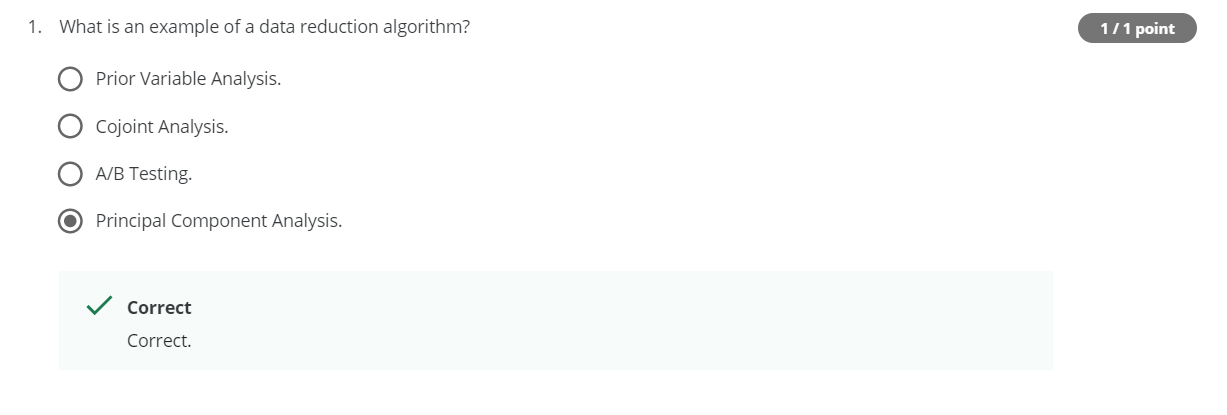 1. What is an example of a data reduction algorithm?
1 / 1 point
Prior Variable Analysis.
Cojoint Analysis.
A/B Testing.
Principal Component Analysis.
Correct
Correct.